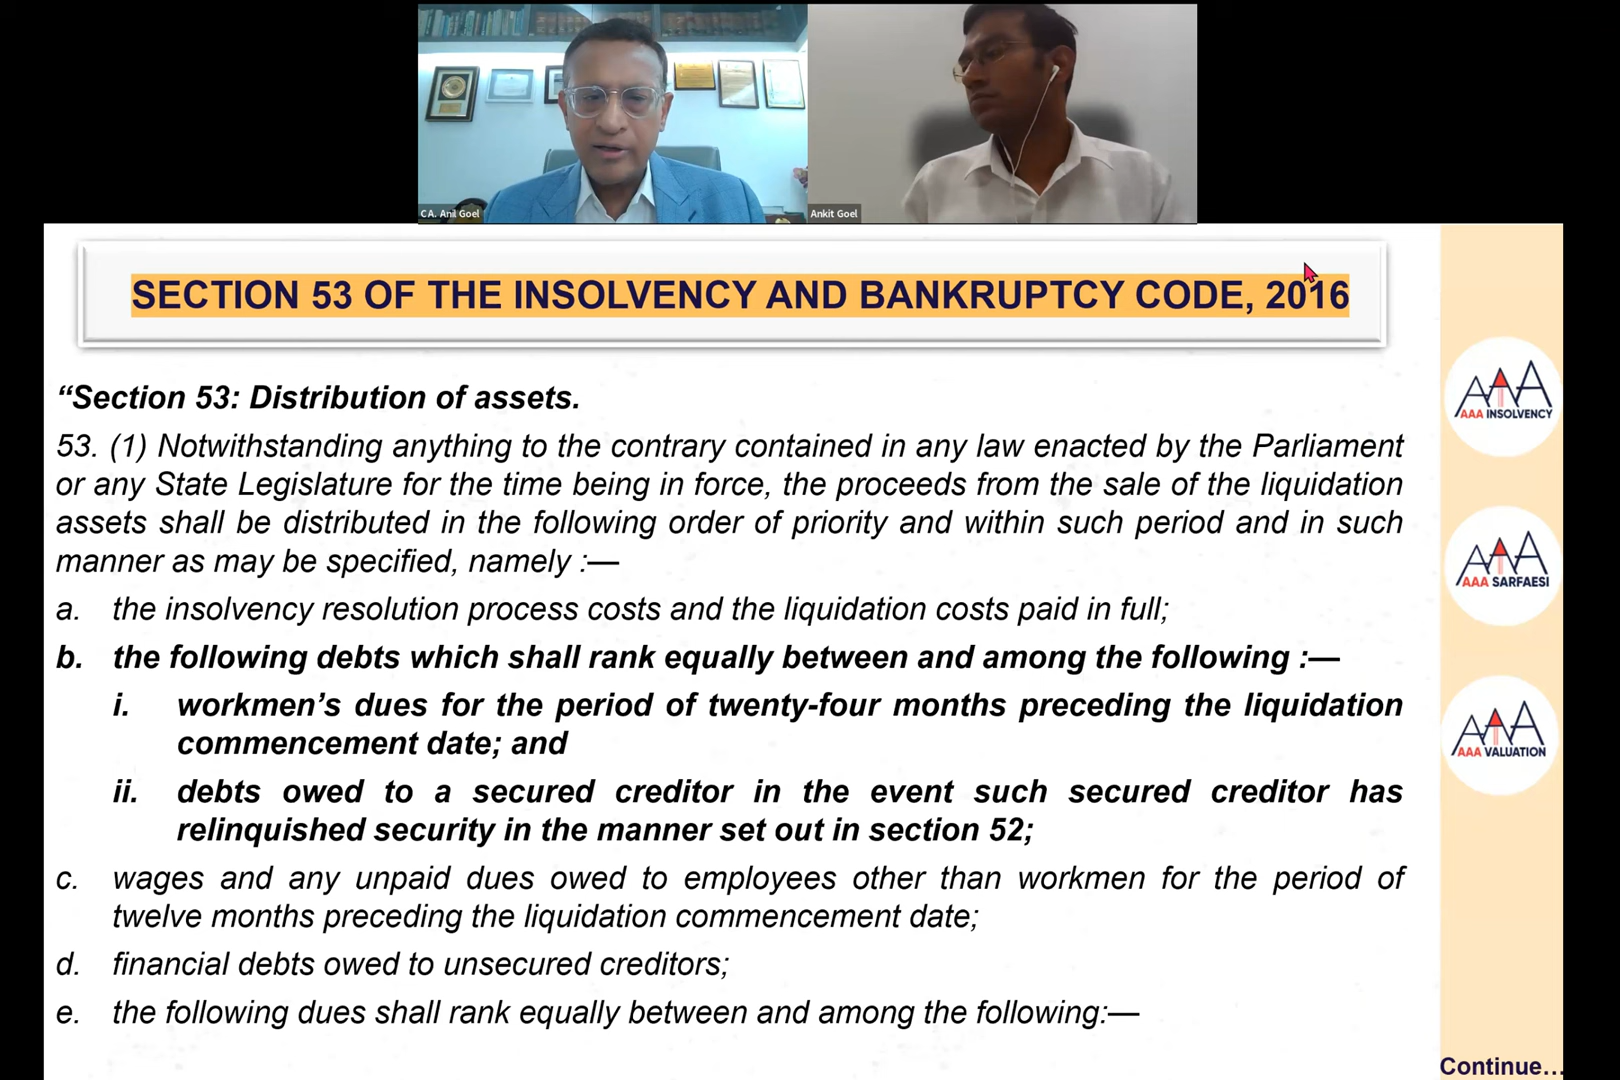 CA. Anil Goel
Ankit Goel
SECTION 53 OF THE INSOLVENCY AND BANKRUPTCY CODE, 2016
“Section 53: Distribution of assets.
53. (1) Notwithstanding anything to the contrary contained in any law enacted by the Parliament
or any State Legislature for the time being in force, the proceeds from the sale of the liquidation
assets shall be distributed in the following order of priority and within such period and in such
manner as may be specified, namely :—
a. the insolvency resolution process costs and the liquidation costs paid in full;
b. the following debts which shall rank equally between and among the following :—
i. workmen’s dues for the period of twenty-four months preceding the liquidation
commencement date; and
ii. debts owed to a secured creditor in the event such secured creditor has
relinquished security in the manner set out in section 52;
c. wages and any unpaid dues owed to employees other than workmen for the period of
twelve months preceding the liquidation commencement date;
d. financial debts owed to unsecured creditors;
e. the following dues shall rank equally between and among the following:—
AAA
AAA INSOLVENCY
AAA
AAA SARFAESI
AAA
AAA VALUATION
Continue...